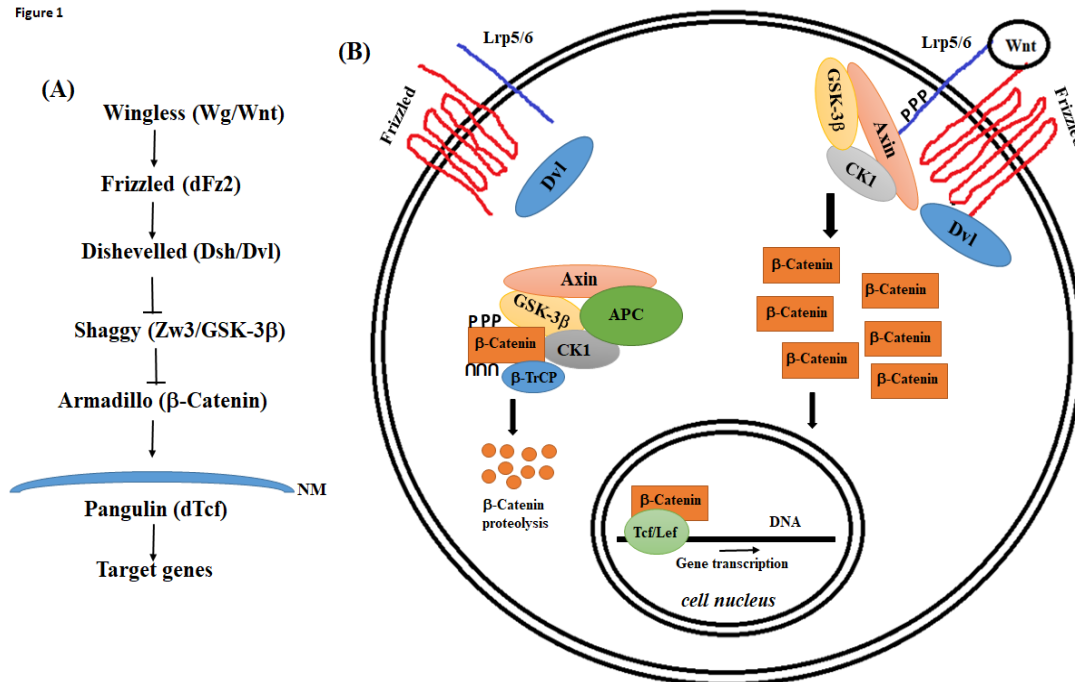 Figure 1
(A)
Wingless (Wg/Wnt)
Frizzled (dFz2)
Dishevelled (Dsh/Dvl)
Shaggy (Zw3/GSK-3β)
Armadillo (β-Catenin)
NM
Pangulin (dTcf)
Target genes
(B)
Lrp5/6
Frizzled
Dvl
Axin
GSK-3β
APC
PPP
β-Catenin
CK1
β-TrCP
β-Catenin
proteolysis
Lrp5/6
Wnt
Frizzled
GSK-3β
Axin
PPP
CK1
Dvl
β-Catenin
β-Catenin
β-Catenin
β-Catenin
β-Catenin
β-Catenin
β-Catenin
Tcf/Lef
DNA
Gene transcription
cell nucleus